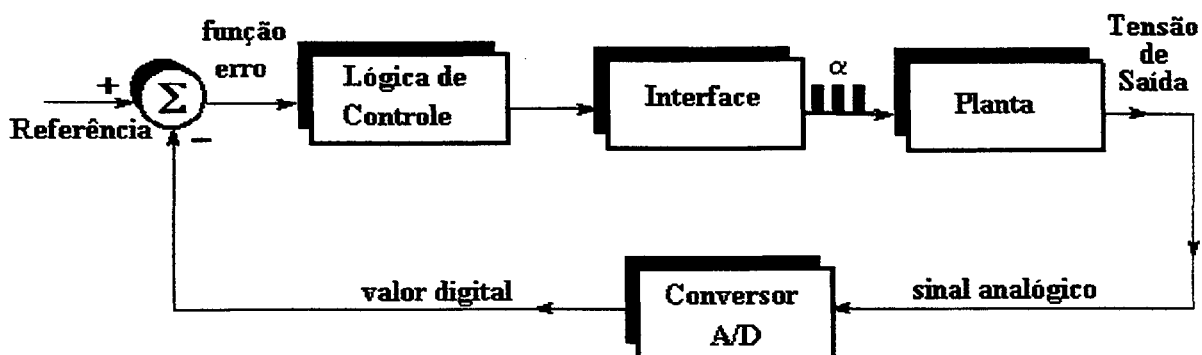 função
erro
+
Σ
Referência
−
Lógica de
Controle
Interface
α
Planta
Tensão
de
Saída
valor digital
Conversor
A/D
sinal analógico